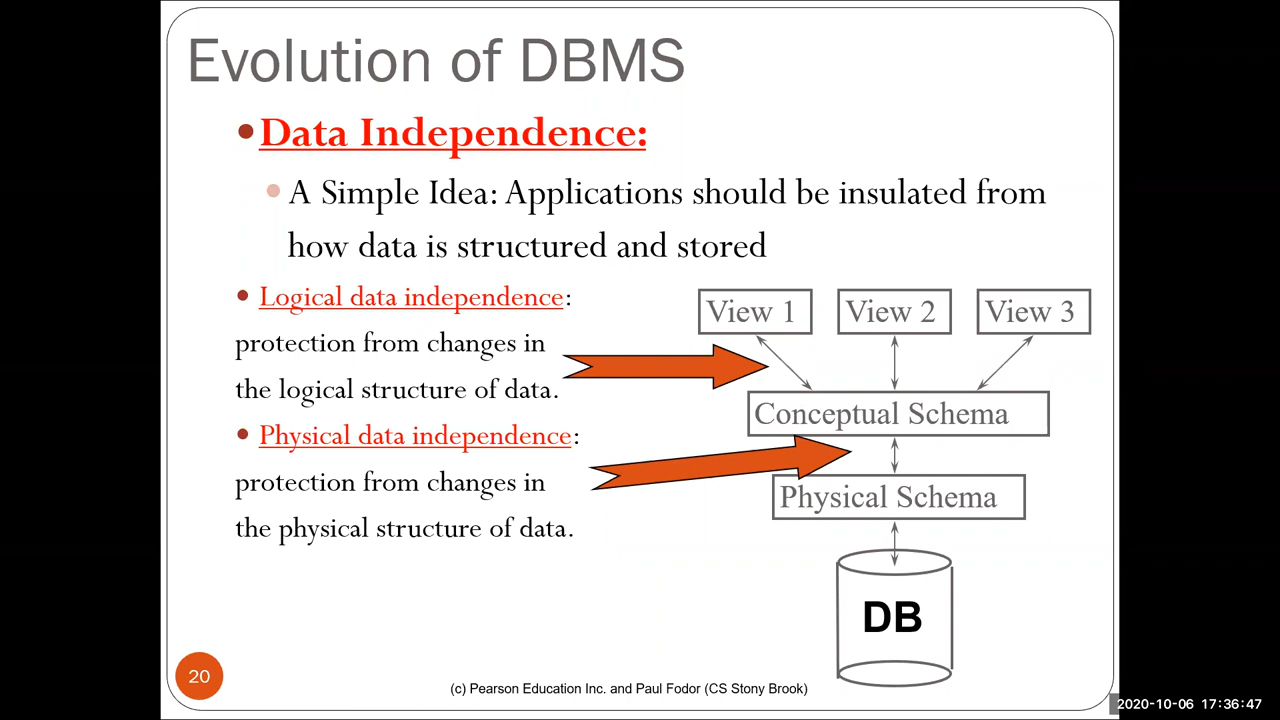 Evolution of DBMS
Data Independence:
A Simple Idea: Applications should be insulated from
how data is structured and stored
Logical data independence:
protection from changes in
the logical structure of data.
Physical data independence:
protection from changes in
the physical structure of data.
View 1
View 2
View 3
Conceptual Schema
Physical Schema
DB
20
(c) Pearson Education Inc. and Paul Fodor (CS Stony Brook)
2020-10-06 17:36:47